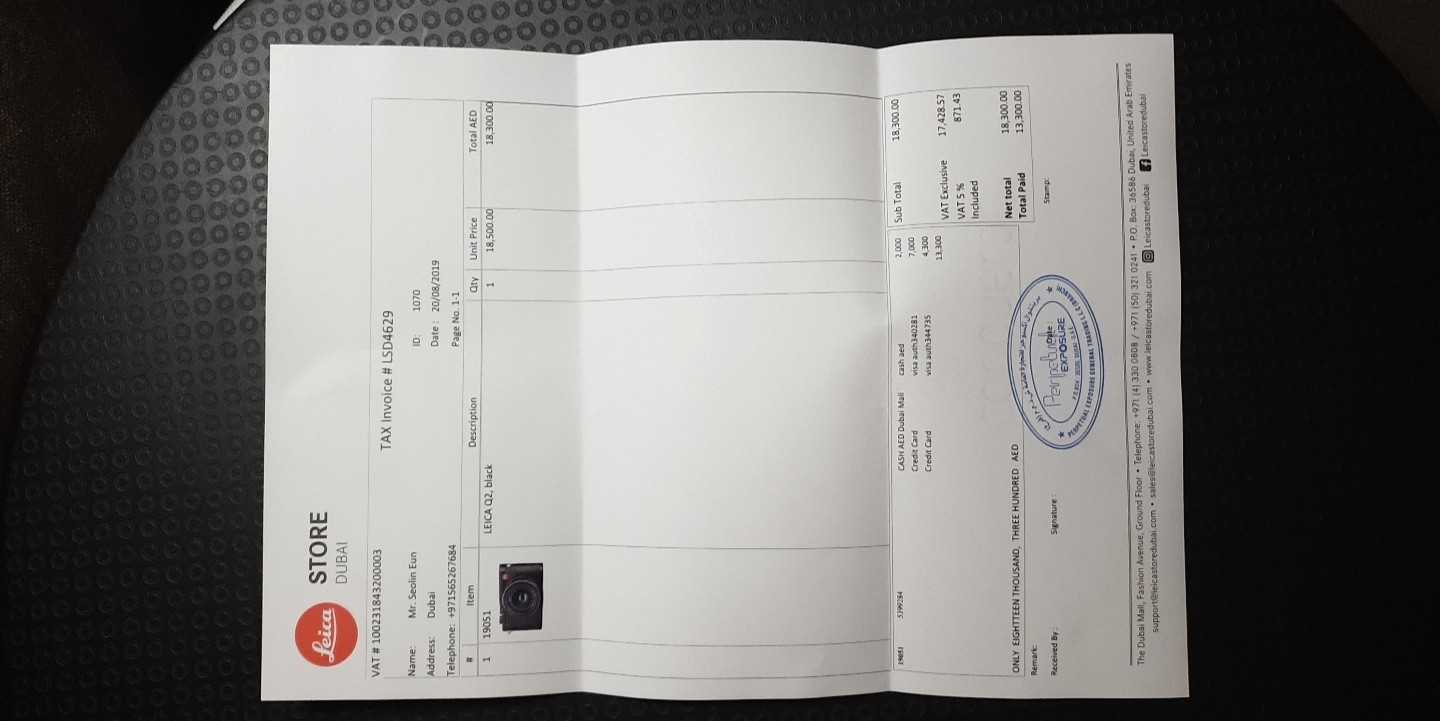 Leica
STORE
DUBAI
VAT # 100231843200003
TAX Invoice # LSD4629
Name: Mr. Seolin Eun
ID: 1070
Address: Dubai
Date : 20/08/2019
Telephone: +971565267684
Page No. 1-1
# Item Description Qty Unit Price Total AED
1 19051 LEICA Q2, black 1 18,500.00 18,300.00
19051 5399284 CASH AED Dubai Mall cash aed 2,000
Credit Card visa auth340281 7,000
Credit Card visa auth344735 4,300
13,300
Sub Total 18,300.00
VAT Exclusive 17,428.57
VAT 5 % 871.43
Included
Net total 18,300.00
Total Paid 13,300.00
ONLY EIGHTTEEN THOUSAND, THREE HUNDRED AED
Remark:
Received By :
Signature :
Date :
Stamp:
EXPOSURE
PERPETUAL EXPOSURE GENERAL TRADING L.L.C
The Dubai Mall, Fashion Avenue, Ground Floor • Telephone: +971 (4) 330 0808 / +971 (50) 321 0241 • P.O. Box: 36586 Dubai, United Arab Emirates
support@leicastoredubai.com • sales@leicastoredubai.com • www.leicastoredubai.com Leicastoredubai Leicastoredubai